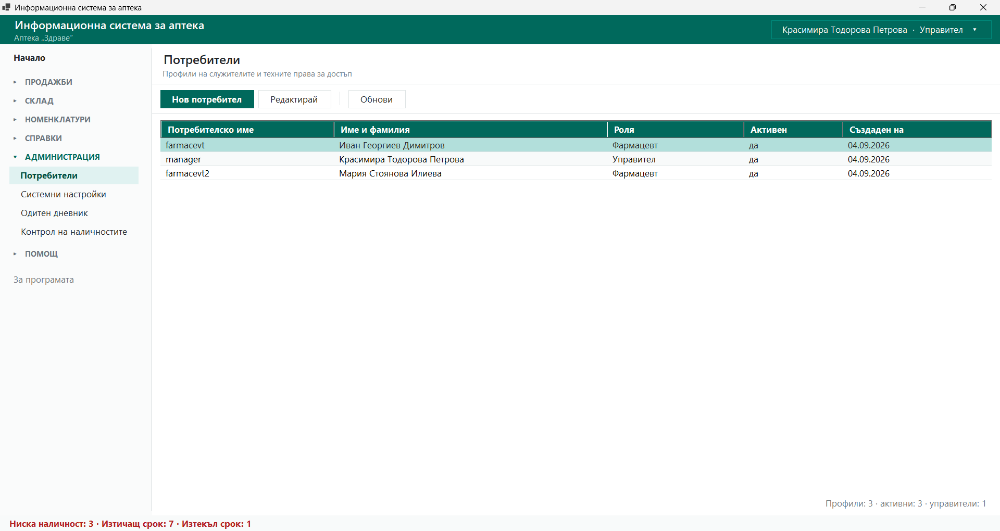 Информационна система за аптека
Информационна система за аптека
Аптека „Здраве“
Красимира Тодорова Петрова · Управител ▾
Начало
▸ ПРОДАЖБИ
▸ СКЛАД
▸ НОМЕНКЛАТУРИ
▸ СПРАВКИ
▾ АДМИНИСТРАЦИЯ
Потребители
Системни настройки
Одитен дневник
Контрол на наличностите
▸ ПОМОЩ
За програмата
Потребители
Профили на служителите и техните права за достъп
Нов потребител Редактирай Обнови
Потребителско име Име и фамилия Роля Активен Създаден на
farmacevt Иван Георгиев Димитров Фармацевт да 04.09.2026
manager Красимира Тодорова Петрова Управител да 04.09.2026
farmacevt2 Мария Стоянова Илиева Фармацевт да 04.09.2026
Профили: 3 · активни: 3 · управители: 1
Ниска наличност: 3 · Изтичащ срок: 7 · Изтекъл срок: 1